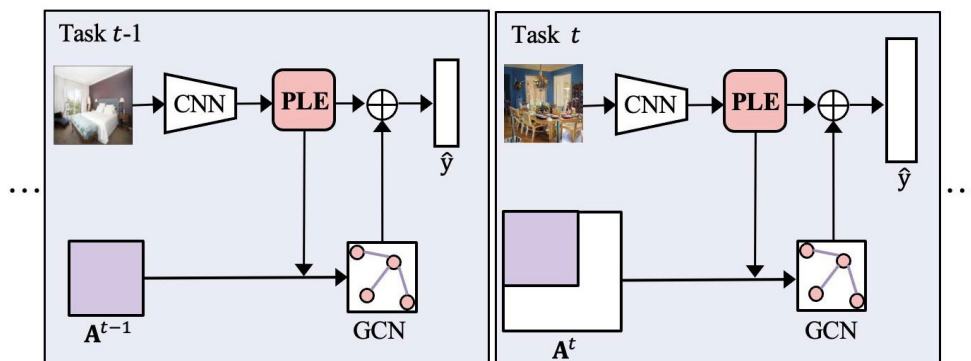 Task t-1
CNN
PLE
⊕
ŷ
...
A^{t-1}
GCN
Task t
CNN
PLE
⊕
ŷ
..
A^t
GCN